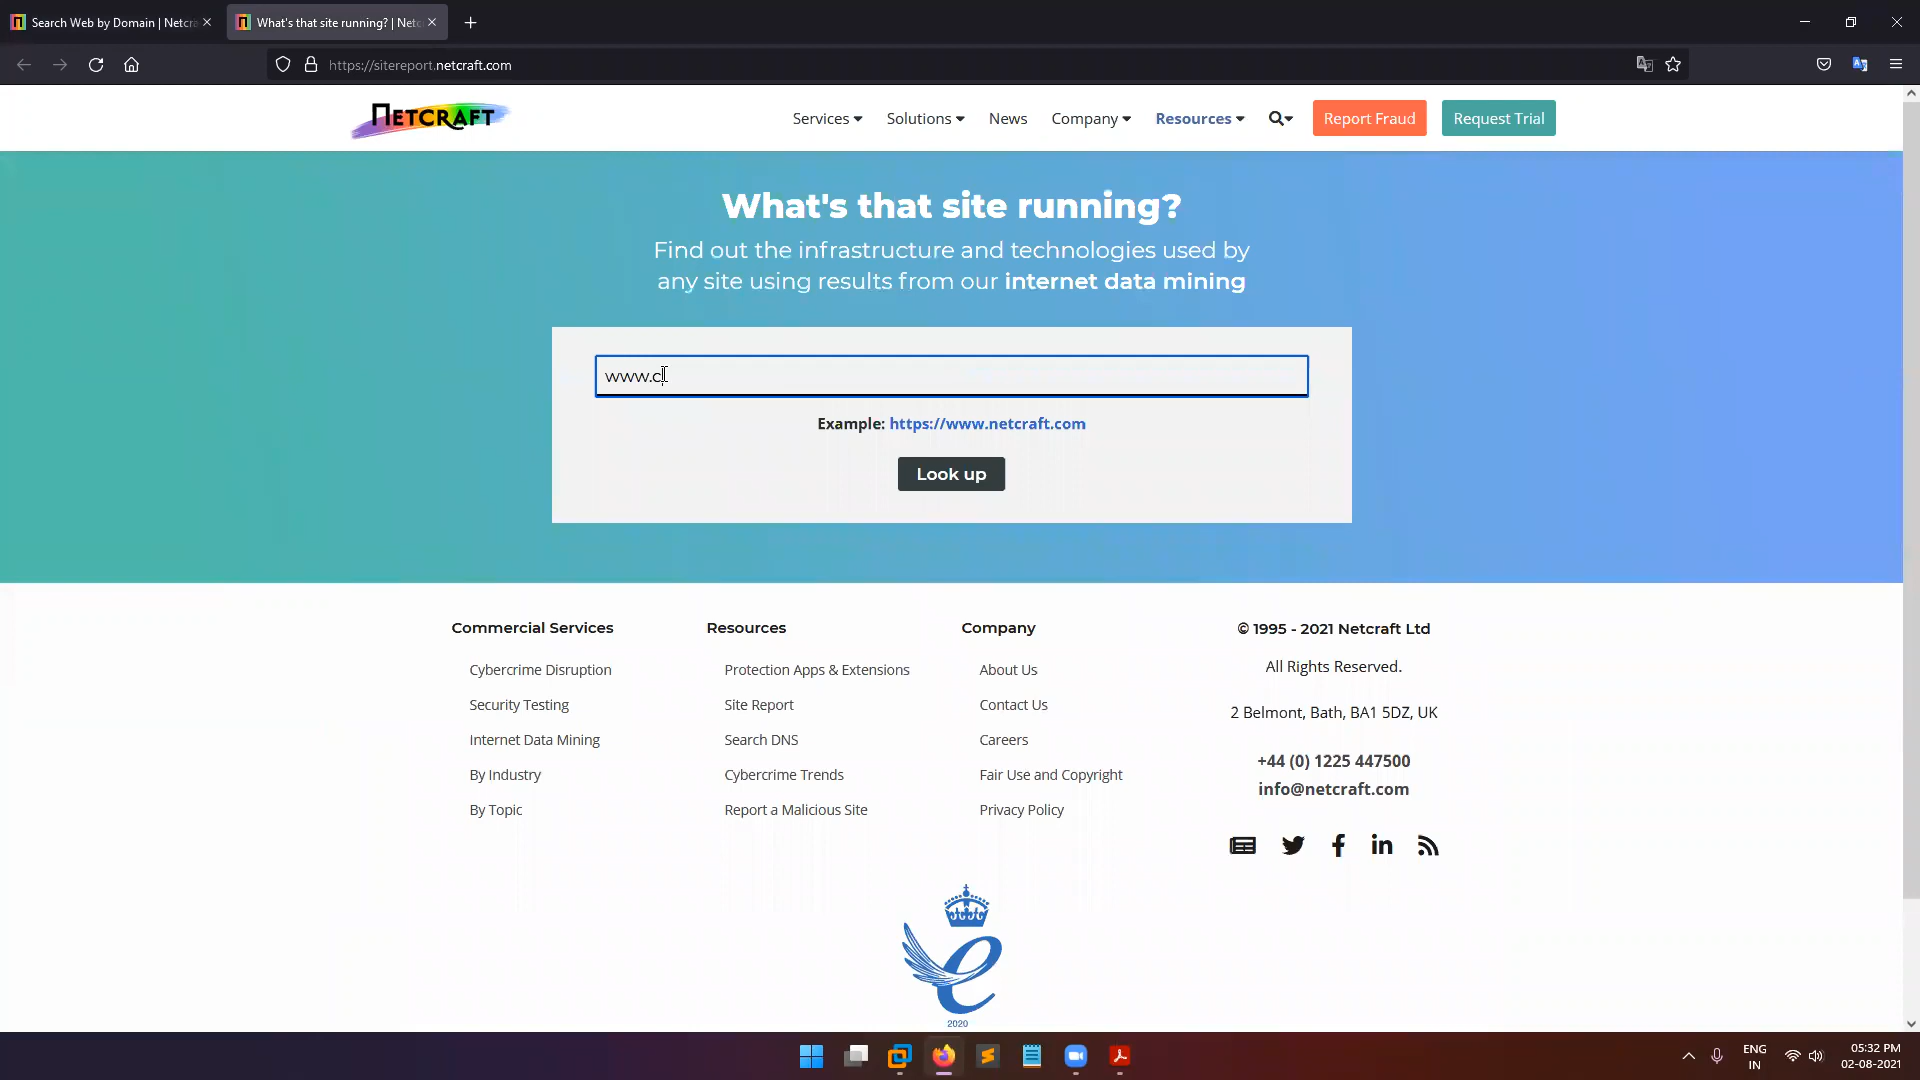 Search Web by Domain | Netcra
What's that site running? | Netc
https://sitereport.netcraft.com
NETCRAFT
Services
Solutions
News
Company
Resources
Report Fraud
Request Trial
What's that site running?
Find out the infrastructure and technologies used by
any site using results from our internet data mining
www.c
Example: https://www.netcraft.com
Look up
Commercial Services
Cybercrime Disruption
Security Testing
Internet Data Mining
By Industry
By Topic
Resources
Protection Apps & Extensions
Site Report
Search DNS
Cybercrime Trends
Report a Malicious Site
Company
About Us
Contact Us
Careers
Fair Use and Copyright
Privacy Policy
© 1995 - 2021 Netcraft Ltd
All Rights Reserved.
2 Belmont, Bath, BA1 5DZ, UK
+44 (0) 1225 447500
info@netcraft.com
2020
ENG
IN
05:32 PM
02-08-2021